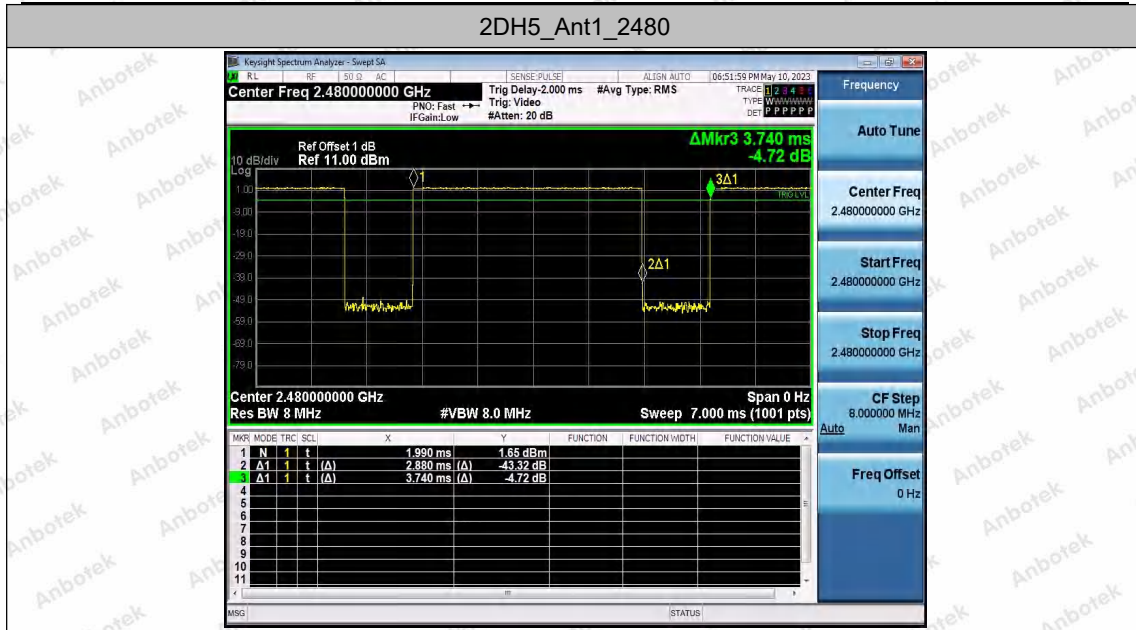 2DH5_Ant1_2480
Keysight Spectrum Analyzer - Swept SA
RL RF 50 Ω AC SENSE:PULSE ALIGN AUTO 06:51:59 PM May 10, 2023
Center Freq 2.480000000 GHz
PNO: Fast
IFGain:Low
Trig Delay-2.000 ms
Trig: Video
#Atten: 20 dB
#Avg Type: RMS
TRACE 1 2 3 4 5 6
TYPE WWWWWW
DET P P P P P P
Frequency
Auto Tune
Center Freq
2.480000000 GHz
Start Freq
2.480000000 GHz
Stop Freq
2.480000000 GHz
CF Step
8.000000 MHz
Auto Man
Freq Offset
0 Hz
ΔMkr3 3.740 ms
-4.72 dB
Ref Offset 1 dB
10 dB/div Ref 11.00 dBm
Log
1.00
-9.00
-19.0
-29.0
-39.0
-49.0
-59.0
-69.0
-79.0
1
2Δ1
3Δ1
TRIG LVL
Center 2.480000000 GHz Span 0 Hz
Res BW 8 MHz #VBW 8.0 MHz Sweep 7.000 ms (1001 pts)
MKR MODE TRC SCL X Y FUNCTION FUNCTION WIDTH FUNCTION VALUE
1 N 1 t 1.990 ms 1.65 dBm
2 Δ1 1 t (Δ) 2.880 ms (Δ) -43.32 dB
3 Δ1 1 t (Δ) 3.740 ms (Δ) -4.72 dB
4
5
6
7
8
9
10
11
MSG STATUS
Anbotek